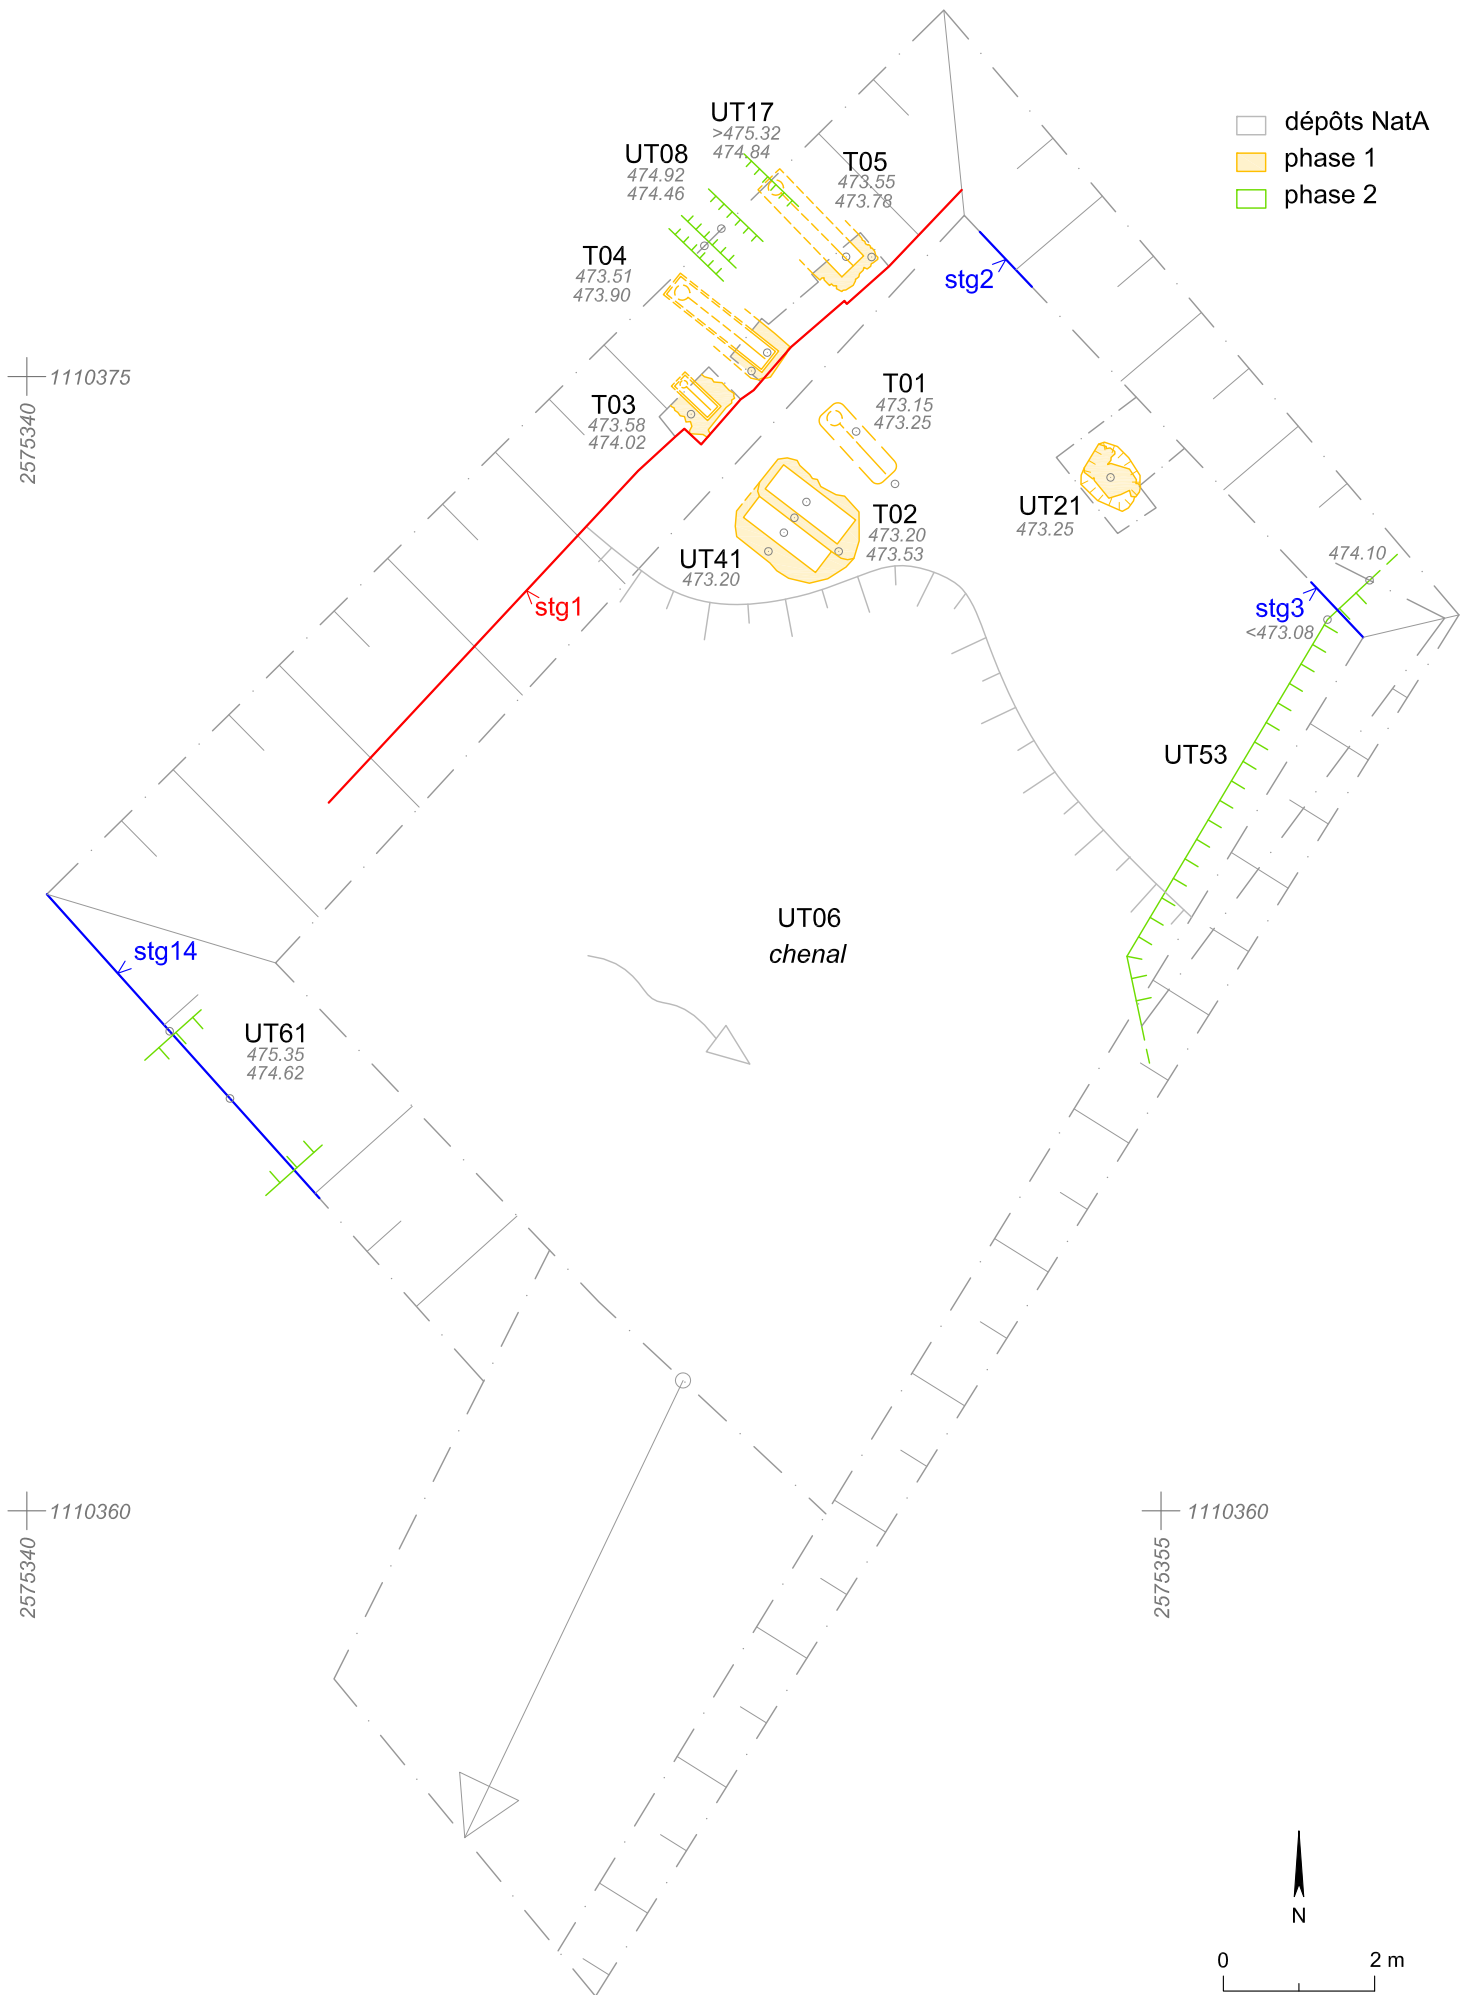 UT17
>475.32
474.84
UT08
474.92
474.46
T05
473.55
473.78
dépôts NatA
phase 1
phase 2
T04
473.51
473.90
stg2
1110375
2575340
T03
473.58
474.02
T01
473.15
473.25
T02
473.20
473.53
UT41
473.20
UT21
473.25
474.10
stg1
stg3
<473.08
UT53
UT06
chenal
stg14
UT61
475.35
474.62
1110360
2575340
1110360
2575355
N
0 2 m